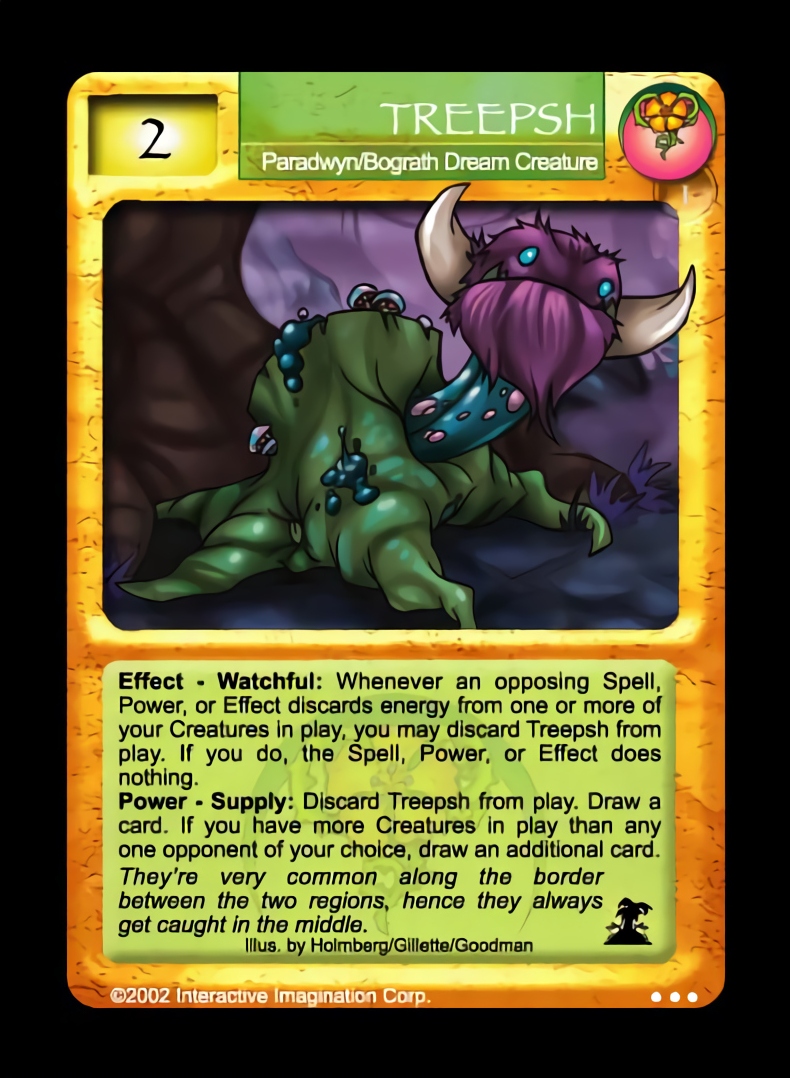 2
TREEPSH
Paradwyn/Bograth Dream Creature
1
Effect - Watchful: Whenever an opposing Spell,
Power, or Effect discards energy from one or more of
your Creatures in play, you may discard Treepsh from
play. If you do, the Spell, Power, or Effect does
nothing.
Power - Supply: Discard Treepsh from play. Draw a
card. If you have more Creatures in play than any
one opponent of your choice, draw an additional card.
They're very common along the border
between the two regions, hence they always
get caught in the middle.
Illus. by Holmberg/Gillette/Goodman
©2002 Interactive Imagination Corp.